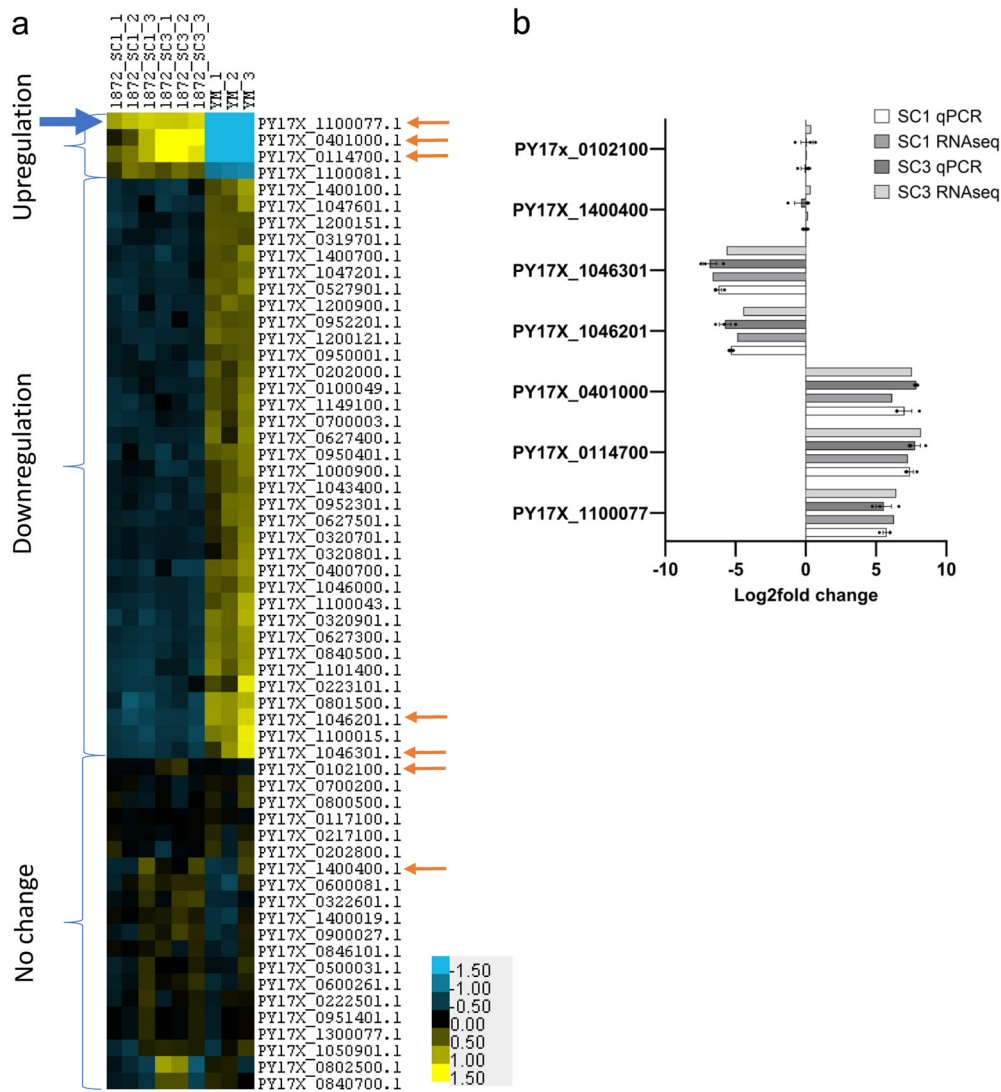 a
1872_SC1_1
1872_SC1_2
1872_SC1_3
1872_SC3_1
1872_SC3_2
1872_SC3_3
YM_1
YM_2
YM_3
Upregulation
PY17X_1100077.1
PY17X_0401000.1
PY17X_0114700.1
PY17X_1100081.1
Downregulation
PY17X_1400100.1
PY17X_1047601.1
PY17X_1200151.1
PY17X_0319701.1
PY17X_1400700.1
PY17X_1047201.1
PY17X_0527901.1
PY17X_1200900.1
PY17X_0952201.1
PY17X_1200121.1
PY17X_0950001.1
PY17X_0202000.1
PY17X_0100049.1
PY17X_1149100.1
PY17X_0700003.1
PY17X_0627400.1
PY17X_0950401.1
PY17X_1000900.1
PY17X_1043400.1
PY17X_0952301.1
PY17X_0627501.1
PY17X_0320701.1
PY17X_0320801.1
PY17X_0400700.1
PY17X_1046000.1
PY17X_1100043.1
PY17X_0320901.1
PY17X_0627300.1
PY17X_0840500.1
PY17X_1101400.1
PY17X_0223101.1
PY17X_0801500.1
PY17X_1046201.1
PY17X_1100015.1
PY17X_1046301.1
No change
PY17X_0102100.1
PY17X_0700200.1
PY17X_0800500.1
PY17X_0117100.1
PY17X_0217100.1
PY17X_0202800.1
PY17X_1400400.1
PY17X_0600081.1
PY17X_0322601.1
PY17X_1400019.1
PY17X_0900027.1
PY17X_0846101.1
PY17X_0500031.1
PY17X_0600261.1
PY17X_0222501.1
PY17X_0951401.1
PY17X_1300077.1
PY17X_1050901.1
PY17X_0802500.1
PY17X_0840700.1
-1.50
-1.00
-0.50
0.00
0.50
1.00
1.50
b
SC1 qPCR
SC1 RNAseq
SC3 qPCR
SC3 RNAseq
PY17x_0102100
PY17X_1400400
PY17X_1046301
PY17X_1046201
PY17X_0401000
PY17X_0114700
PY17X_1100077
-10 -5 0 5 10
Log2fold change